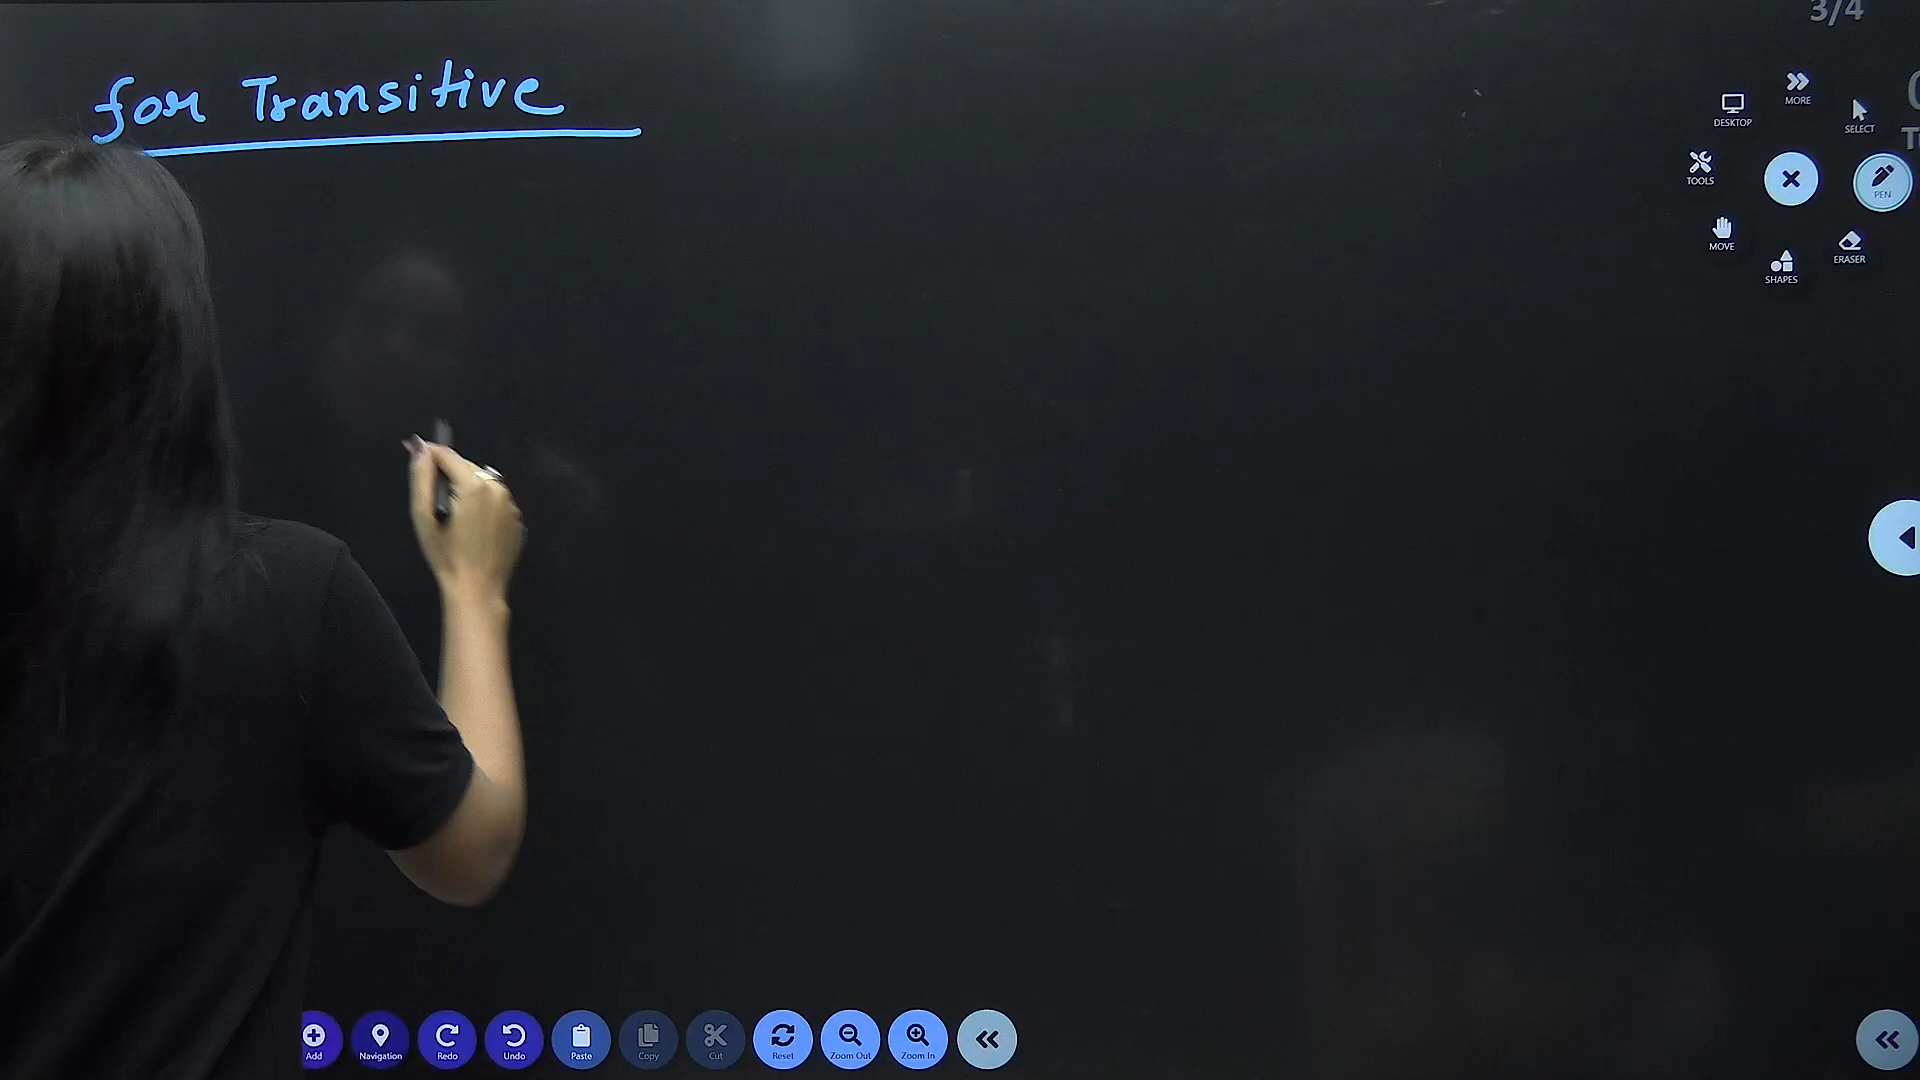 3/4
for Transitive
MORE
DESKTOP
SELECT
TOOLS
PEN
MOVE
ERASER
SHAPES
Add
Navigation
Redo
Undo
Paste
Copy
Cut
Reset
Zoom Out
Zoom In